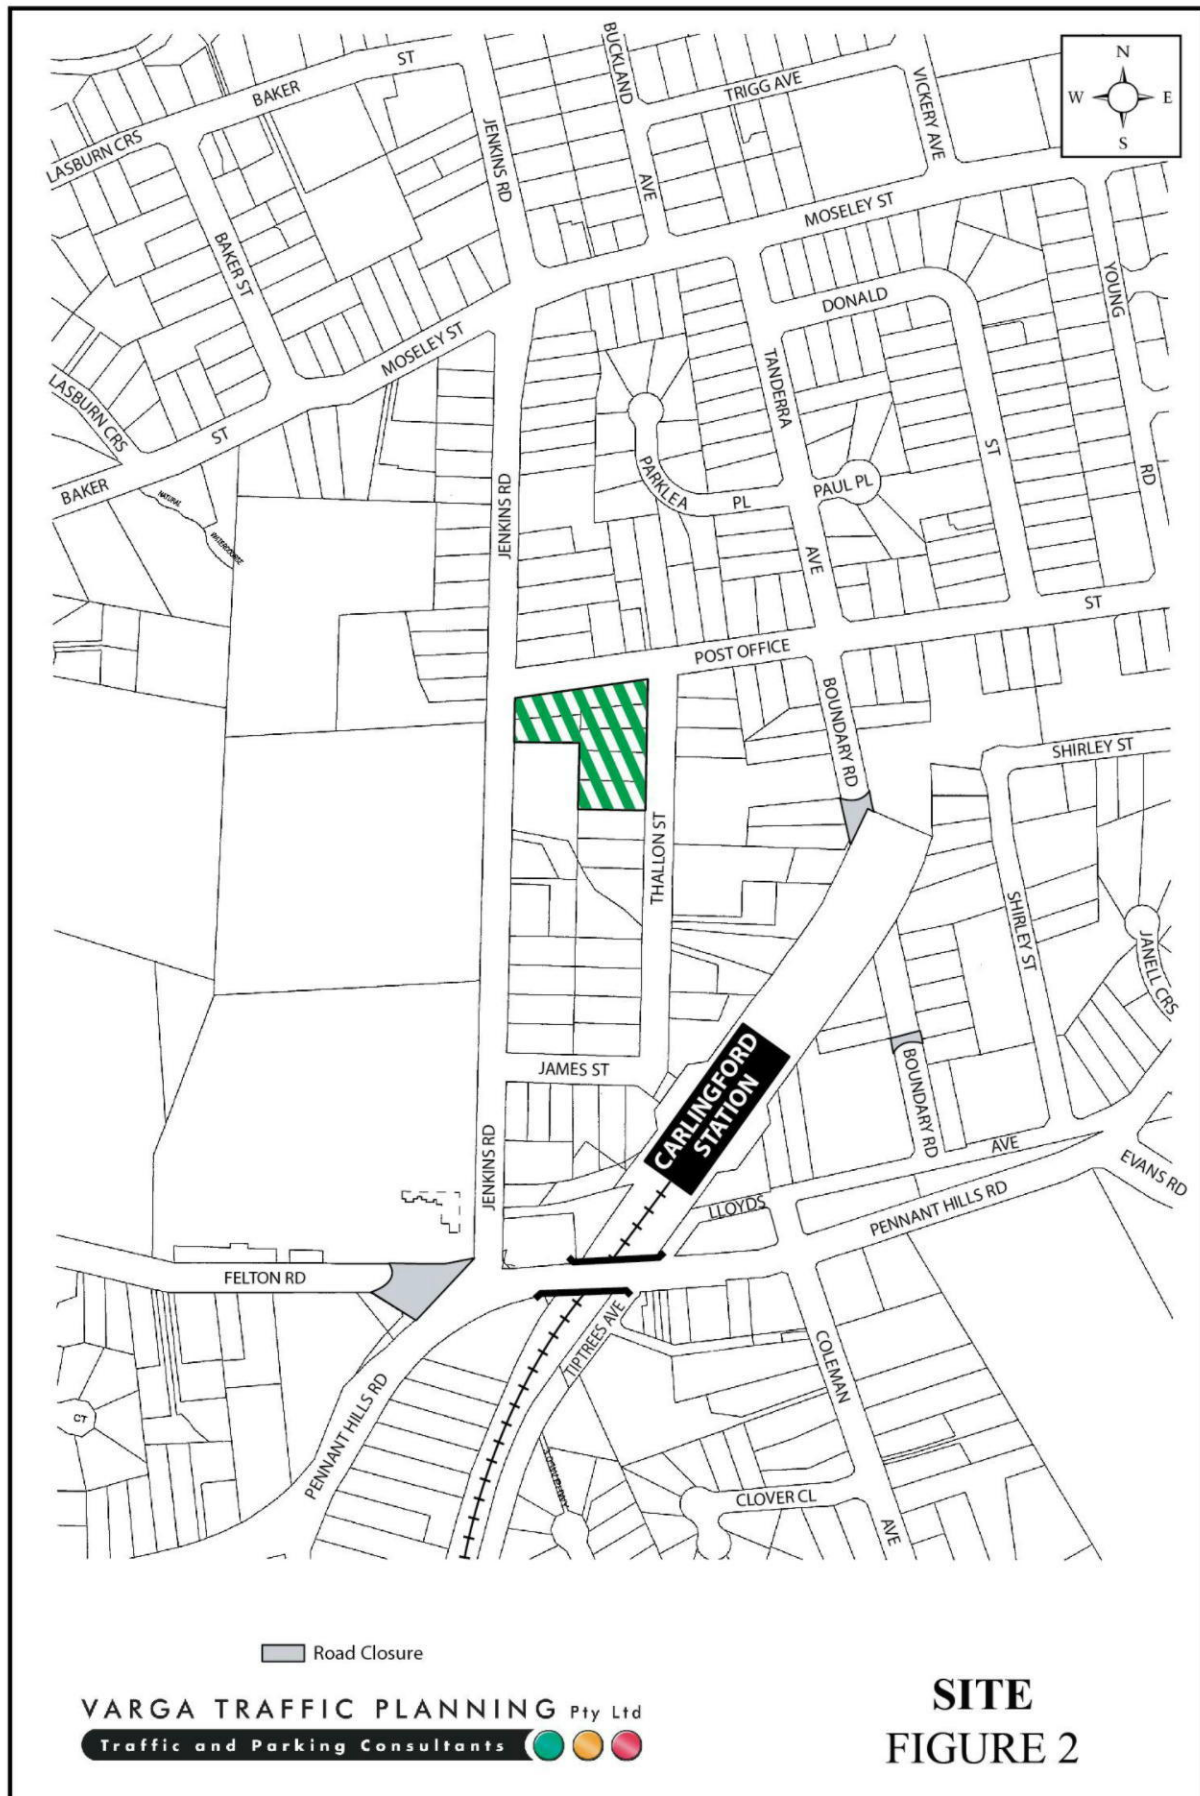 ST
BAKER
BUCKLAND
TRIGG AVE
VICKERY AVE
N
W
E
S
LASBURN CRS
JENKINS RD
AVE
MOSELEY ST
BAKER ST
DONALD
YOUNG
MOSELEY ST
TANDERRA
LASBURN CRS
ST
ST
RD
BAKER
NATURAL
WATERCOURSE
JENKINS RD
PARKLEA
PL
PAUL PL
AVE
ST
POST OFFICE
BOUNDARY RD
SHIRLEY ST
THALLON ST
SHIRLEY ST
JANELL CRS
JAMES ST
CARLINGFORD
STATION
BOUNDARY RD
JENKINS RD
AVE
EVANS RD
LLOYDS
PENNANT HILLS RD
FELTON RD
TIPTREES AVE
COLEMAN
CT
PENNANT HILLS RD
CLOVER CL
AVE
Road Closure
VARGA TRAFFIC PLANNING Pty Ltd
Traffic and Parking Consultants
SITE
FIGURE 2